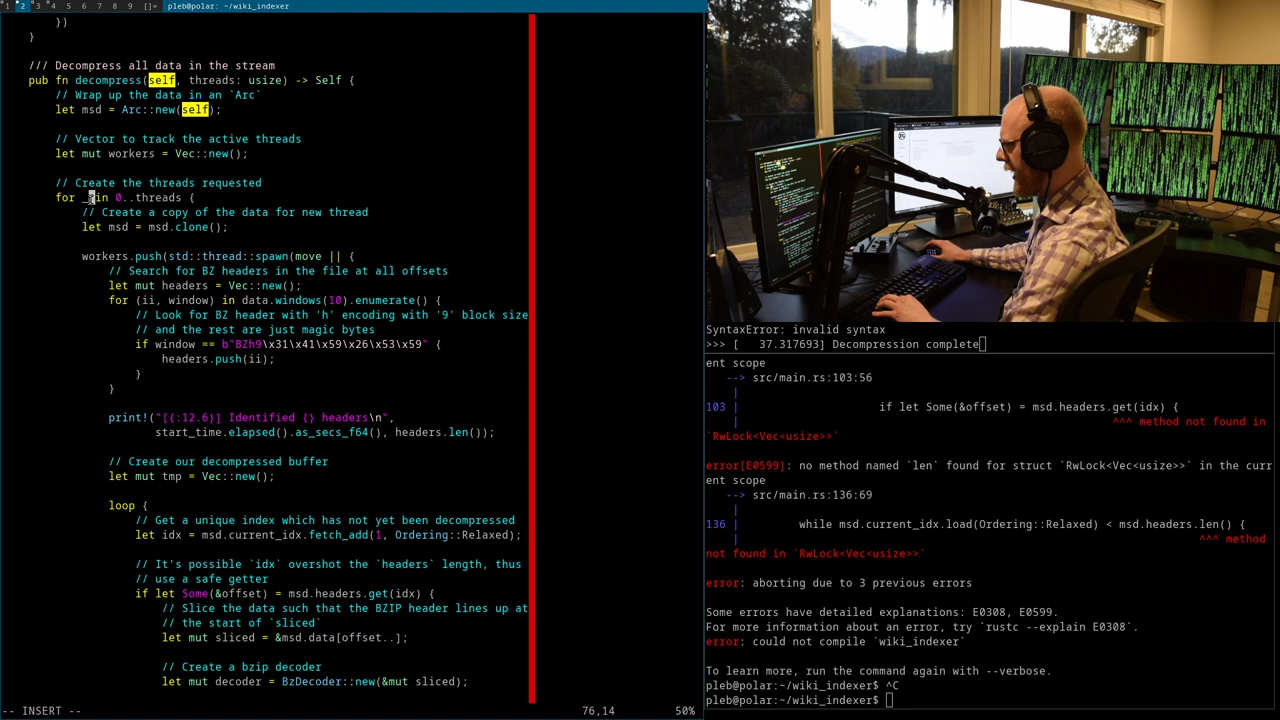 1 2 3 4 5 6 7 8 9 []= pleb@polar: ~/wiki_indexer
})
}
/// Decompress all data in the stream
pub fn decompress(self, threads: usize) -> Self {
// Wrap up the data in an `Arc`
let msd = Arc::new(self);
// Vector to track the active threads
let mut workers = Vec::new();
// Create the threads requested
for _ in 0..threads {
// Create a copy of the data for new thread
let msd = msd.clone();
workers.push(std::thread::spawn(move || {
// Search for BZ headers in the file at all offsets
let mut headers = Vec::new();
for (ii, window) in data.windows(10).enumerate() {
// Look for BZ header with 'h' encoding with '9' block size
// and the rest are just magic bytes
if window == b"BZh9\x31\x41\x59\x26\x53\x59" {
headers.push(ii);
}
}
print!("[{:12.6}] Identified {} headers\n",
start_time.elapsed().as_secs_f64(), headers.len());
// Create our decompressed buffer
let mut tmp = Vec::new();
loop {
// Get a unique index which has not yet been decompressed
let idx = msd.current_idx.fetch_add(1, Ordering::Relaxed);
// It's possible `idx` overshot the `headers` length, thus
// use a safe getter
if let Some(&offset) = msd.headers.get(idx) {
// Slice the data such that the BZIP header lines up at
// the start of `sliced`
let mut sliced = &msd.data[offset..];
// Create a bzip decoder
let mut decoder = BzDecoder::new(&mut sliced);
-- INSERT -- 76,14 50%
SyntaxError: invalid syntax
>>> [   37.317693] Decompression complete
ent scope
--> src/main.rs:103:56
|
103 | if let Some(&offset) = msd.headers.get(idx) {
| ^^^ method not found in
`RwLock<Vec<usize>>`
error[E0599]: no method named `len` found for struct `RwLock<Vec<usize>>` in the curr
ent scope
--> src/main.rs:136:69
|
136 | while msd.current_idx.load(Ordering::Relaxed) < msd.headers.len() {
| ^^^ method
not found in `RwLock<Vec<usize>>`
error: aborting due to 3 previous errors
Some errors have detailed explanations: E0308, E0599.
For more information about an error, try `rustc --explain E0308`.
error: could not compile `wiki_indexer`
To learn more, run the command again with --verbose.
pleb@polar:~/wiki_indexer$ ^C
pleb@polar:~/wiki_indexer$